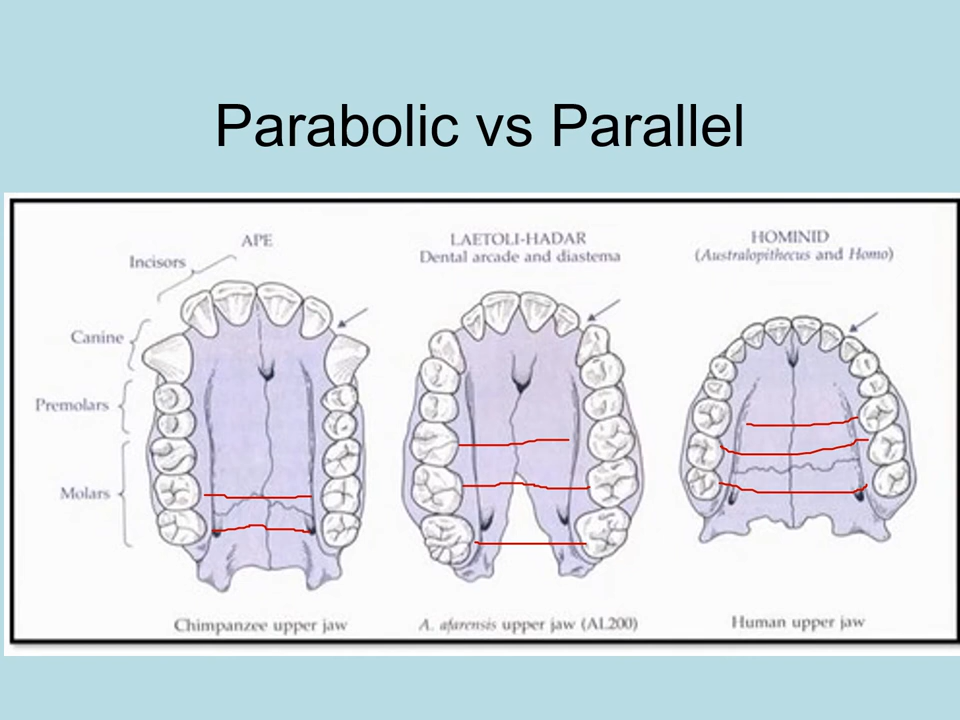 Parabolic vs Parallel
APE
Incisors
Canine
Premolars
Molars
Chimpanzee upper jaw
LAETOLI-HADAR
Dental arcade and diastema
A. afarensis upper jaw (AL200)
HOMINID
(Australopithecus and Homo)
Human upper jaw